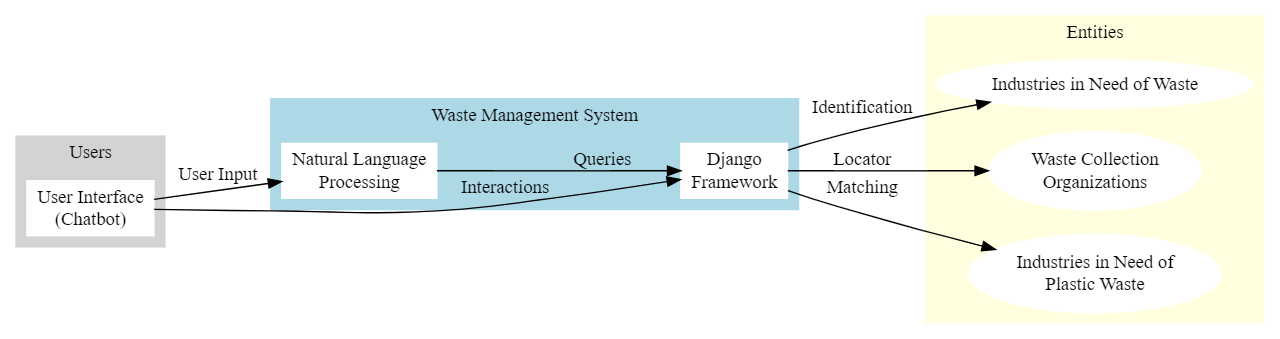 Users
User Interface
(Chatbot)
User Input
Waste Management System
Natural Language
Processing
Queries
Interactions
Django
Framework
Identification
Locator
Matching
Entities
Industries in Need of Waste
Waste Collection
Organizations
Industries in Need of
Plastic Waste